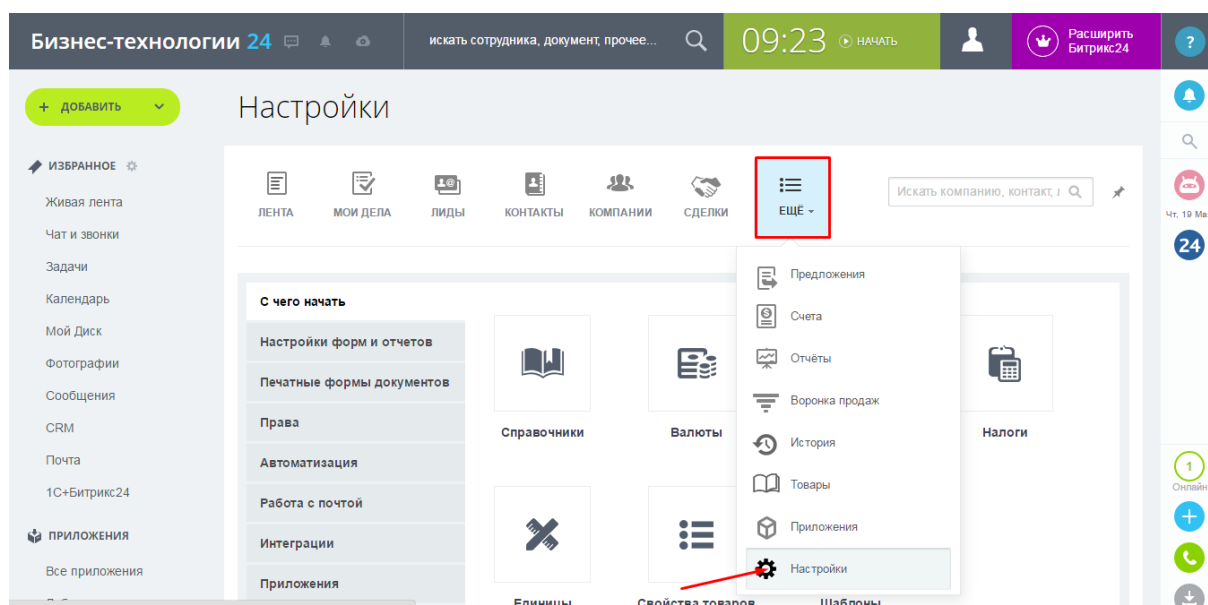 Бизнес-технологии 24
искать сотрудника, документ, прочее...
09:23 НАЧАТЬ
Расширить
Битрикс24
?
+ ДОБАВИТЬ
Настройки
ИЗБРАННОЕ
Живая лента
Чат и звонки
Задачи
Календарь
Мой Диск
Фотографии
Сообщения
CRM
Почта
1С+Битрикс24
ПРИЛОЖЕНИЯ
Все приложения
ЛЕНТА
МОИ ДЕЛА
ЛИДЫ
КОНТАКТЫ
КОМПАНИИ
СДЕЛКИ
ЕЩЁ
Искать компанию, контакт,
С чего начать
Настройки форм и отчетов
Печатные формы документов
Права
Автоматизация
Работа с почтой
Интеграции
Приложения
Справочники
Валюты
Налоги
Единицы
Свойства товаров
Шаблоны
Предложения
Счета
Отчёты
Воронка продаж
История
Товары
Приложения
Настройки
Чт, 19 Ма
24
1
Онлайн